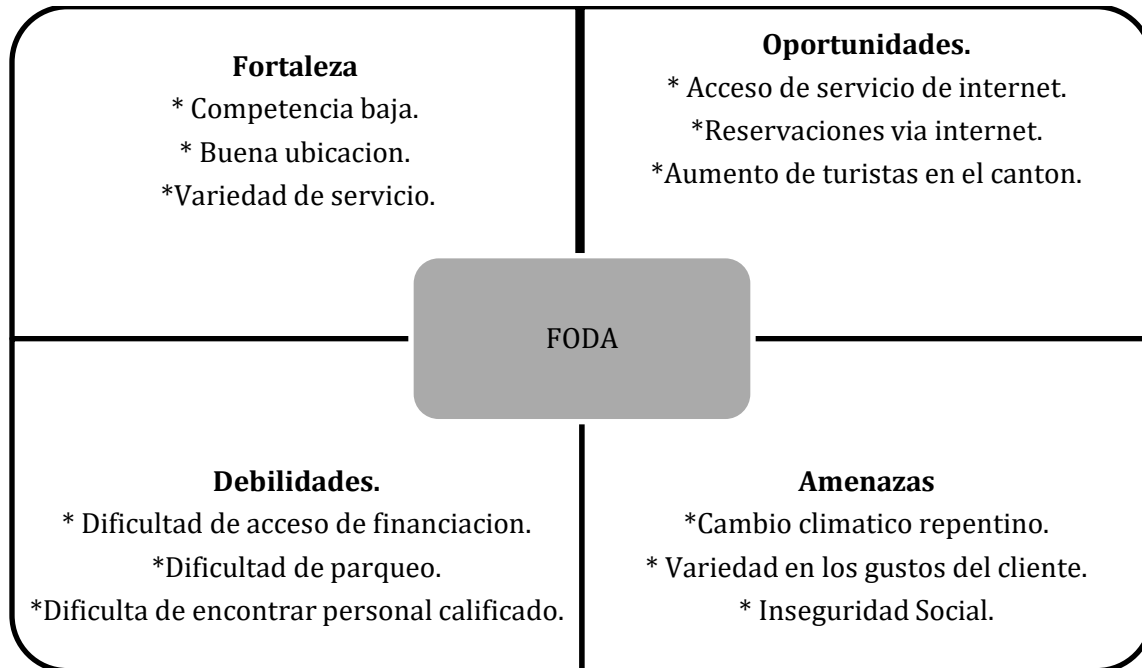 Fortaleza
* Competencia baja.
* Buena ubicacion.
*Variedad de servicio.
Oportunidades.
* Acceso de servicio de internet.
*Reservaciones via internet.
*Aumento de turistas en el canton.
FODA
Debilidades.
* Dificultad de acceso de financiacion.
*Dificultad de parqueo.
*Dificulta de encontrar personal calificado.
Amenazas
*Cambio climatico repentino.
* Variedad en los gustos del cliente.
* Inseguridad Social.